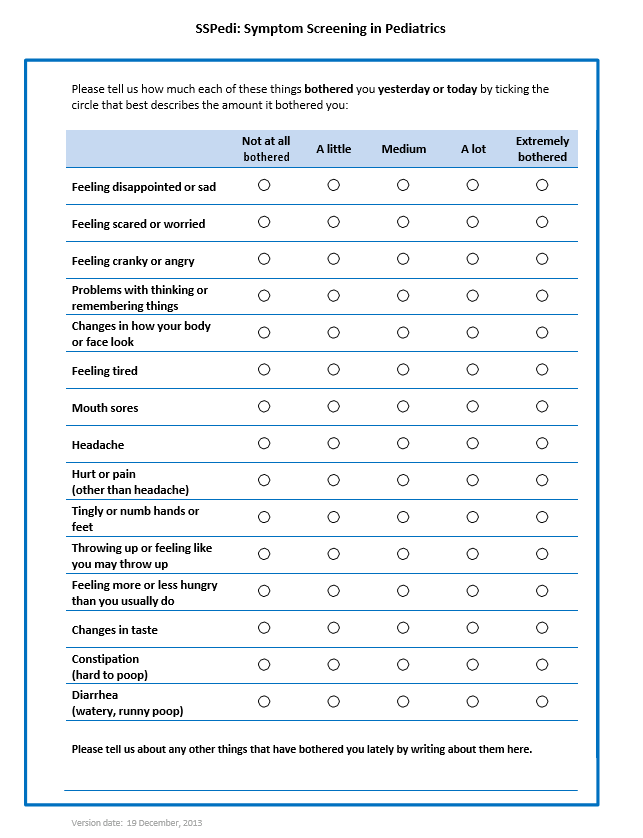 SSPedi: Symptom Screening in Pediatrics
Please tell us how much each of these things bothered you yesterday or today by ticking the
circle that best describes the amount it bothered you:
Not at all bothered A little Medium A lot Extremely bothered
Feeling disappointed or sad
Feeling scared or worried
Feeling cranky or angry
Problems with thinking or
remembering things
Changes in how your body
or face look
Feeling tired
Mouth sores
Headache
Hurt or pain
(other than headache)
Tingly or numb hands or
feet
Throwing up or feeling like
you may throw up
Feeling more or less hungry
than you usually do
Changes in taste
Constipation
(hard to poop)
Diarrhea
(watery, runny poop)
Please tell us about any other things that have bothered you lately by writing about them here.
Version date: 19 December, 2013